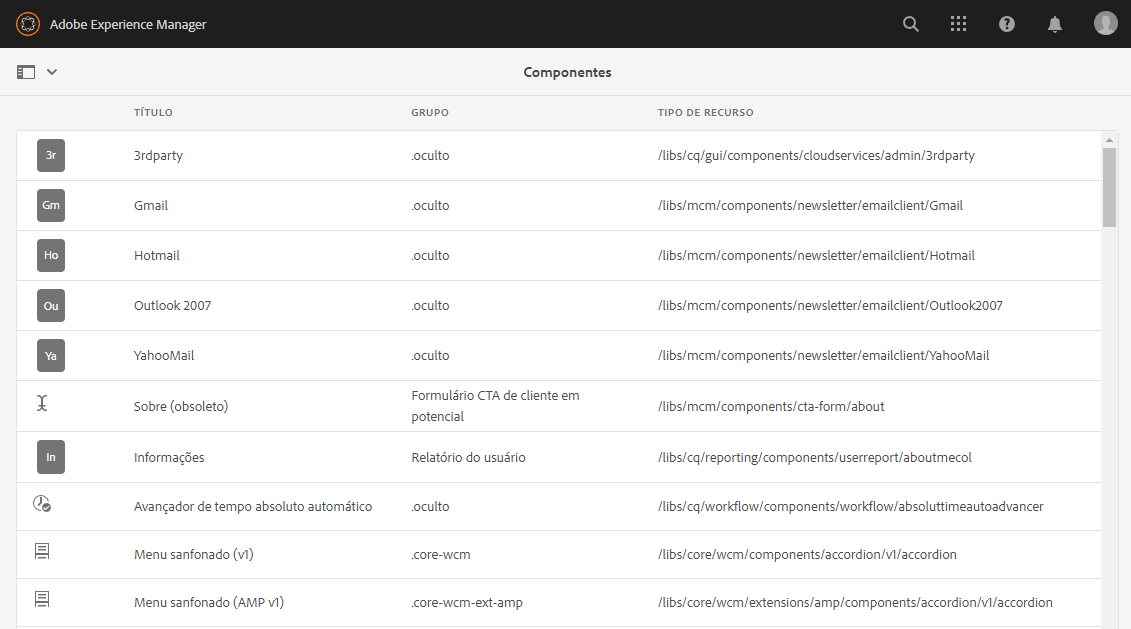 Adobe Experience Manager
Componentes
TÍTULO GRUPO TIPO DE RECURSO
3r 3rdparty .oculto /libs/cq/gui/components/cloudservices/admin/3rdparty
Gm Gmail .oculto /libs/mcm/components/newsletter/emailclient/Gmail
Ho Hotmail .oculto /libs/mcm/components/newsletter/emailclient/Hotmail
Ou Outlook 2007 .oculto /libs/mcm/components/newsletter/emailclient/Outlook2007
Ya YahooMail .oculto /libs/mcm/components/newsletter/emailclient/YahooMail
Sobre (obsoleto) Formulário CTA de cliente em /libs/mcm/components/cta-form/about
potencial
In Informações Relatório do usuário /libs/cq/reporting/components/userreport/aboutmecol
Avançador de tempo absoluto automático .oculto /libs/cq/workflow/components/workflow/absoluttimeautoadvancer
Menu sanfonado (v1) .core-wcm /libs/core/wcm/components/accordion/v1/accordion
Menu sanfonado (AMP v1) .core-wcm-ext-amp /libs/core/wcm/extensions/amp/components/accordion/v1/accordion